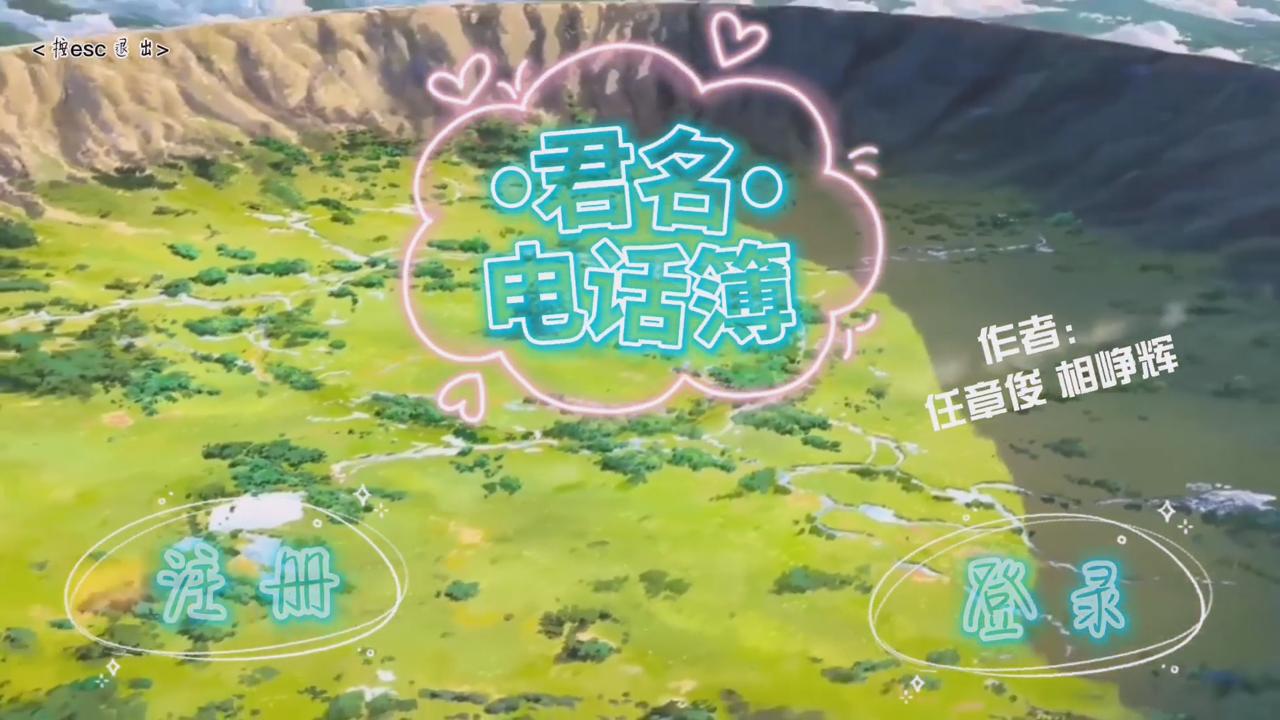 <按esc退出>
·君名·
电话簿
作者：
任章俊 相峥辉
注册
登录